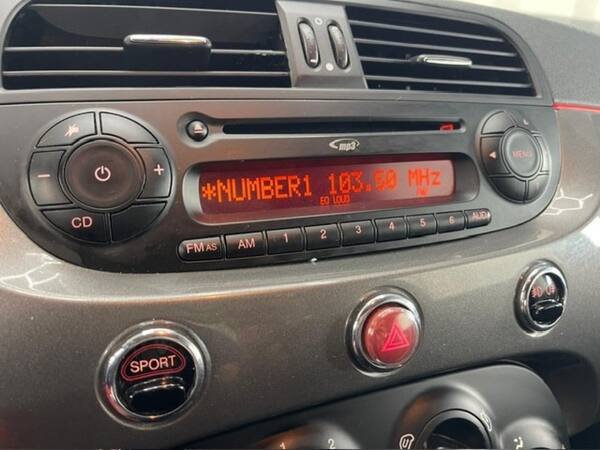 mp3
*NUMBER1 103.50 MHz
EQ LOUD
MENU
CD
FM AS AM 1 2 3 4 5 6 AUDIO
SPORT